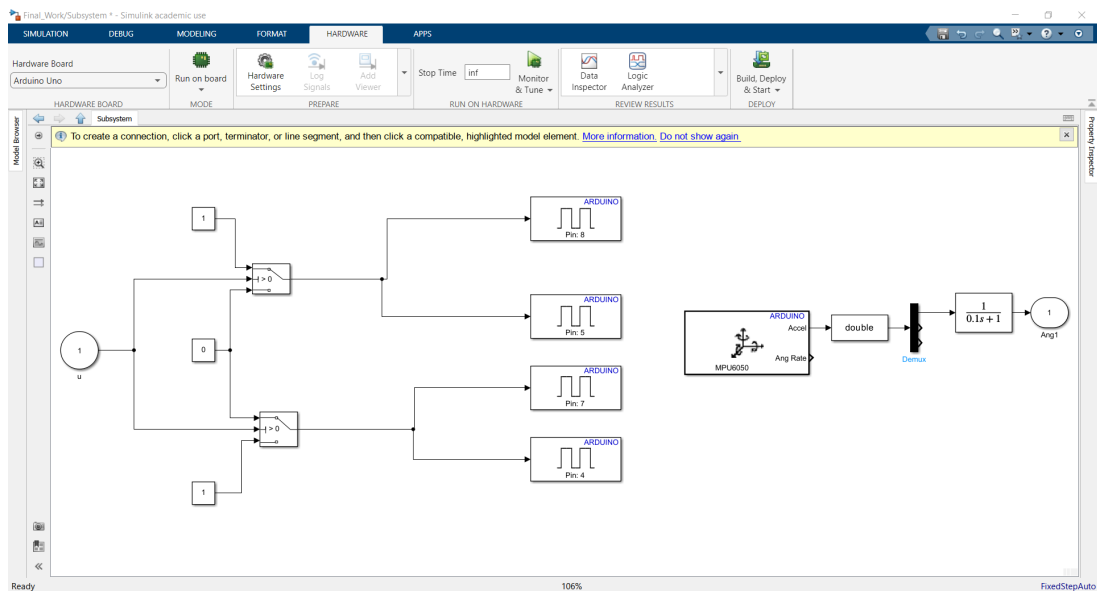 Final_Work/Subsystem * - Simulink academic use
SIMULATION DEBUG MODELING FORMAT HARDWARE APPS
Hardware Board
Arduino Uno
HARDWARE BOARD
Run on board
MODE
Hardware Settings
Log Signals
Add Viewer
PREPARE
Stop Time inf
Monitor & Tune
RUN ON HARDWARE
Data Inspector
Logic Analyzer
REVIEW RESULTS
Build, Deploy & Start
DEPLOY
Model Browser
Subsystem
Property Inspector
To create a connection, click a port, terminator, or line segment, and then click a compatible, highlighted model element. More information. Do not show again
1
> 0
ARDUINO
Pin: 8
ARDUINO
Pin: 5
1
u
0
ARDUINO
Pin: 7
> 0
ARDUINO
Pin: 4
1
ARDUINO
Accel
Ang Rate
MPU6050
double
Demux
1
0.1s + 1
1
Ang1
Ready
106%
FixedStepAuto